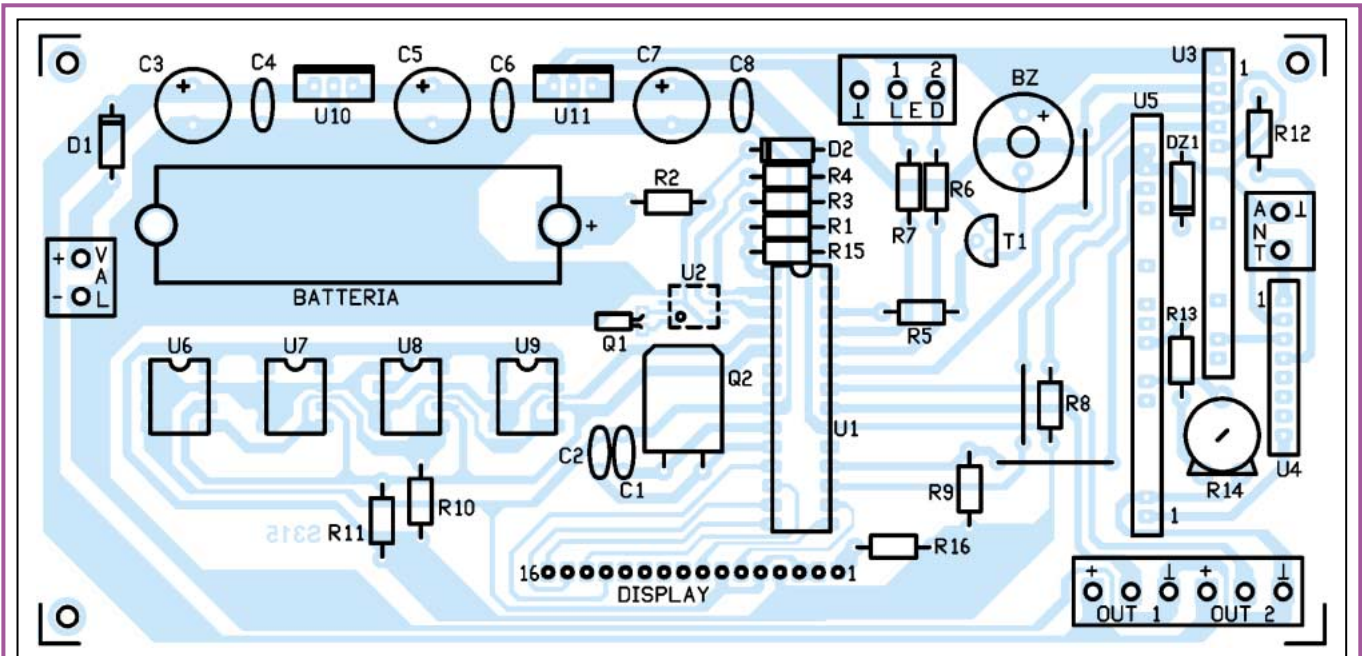 C3
C4
C5
C6
C7
C8
U3
1
1 2
⊥ L E D
BZ
+
U5
U10
U11
+
+
+
D1
D2
DZ1
R12
R2
R4
R3
R1
R15
R6
R7
T1
A ⊥
N
T
+ V
A
- L
+
BATTERIA
U2
1
R13
R5
Q1
U6
U7
U8
U9
Q2
R8
U1
C2
C1
R9
R14
U4
R10
R11
S315
1
R16
16
1
DISPLAY
+ ⊥ + ⊥
OUT 1 OUT 2